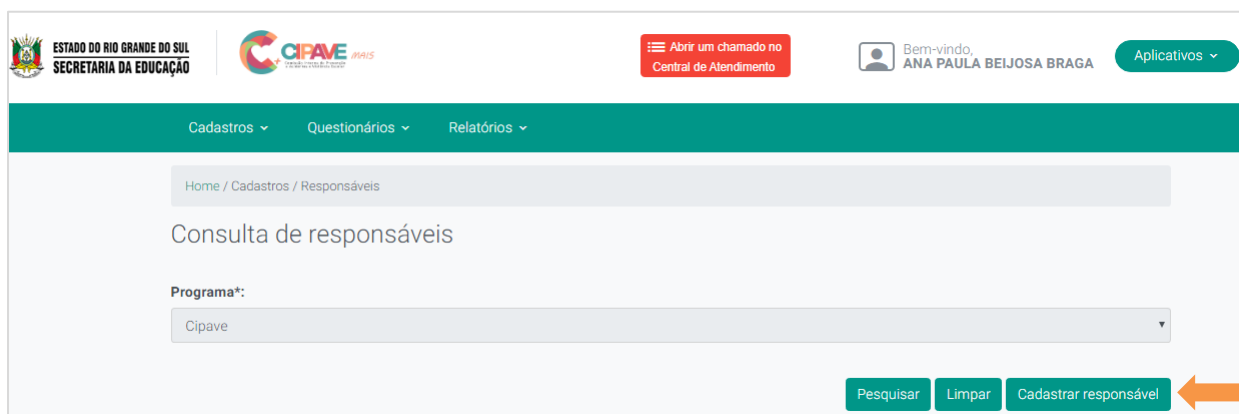 ESTADO DO RIO GRANDE DO SUL
SECRETARIA DA EDUCAÇÃO
CIPAVE MAIS
Abrir um chamado no
Central de Atendimento
Bem-vindo,
ANA PAULA BEIJOSA BRAGA
Aplicativos
Cadastros
Questionários
Relatórios
Home / Cadastros / Responsáveis
Consulta de responsáveis
Programa*:
Cipave
Pesquisar
Limpar
Cadastrar responsável